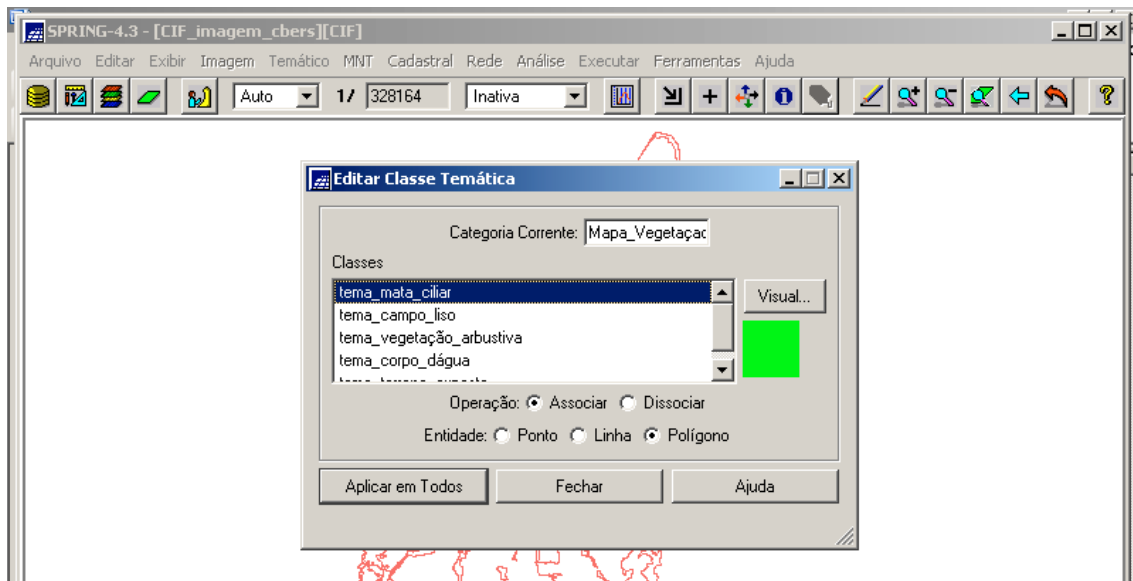 SPRING-4.3 - [CIF_imagem_cbers][CIF]
Arquivo Editar Exibir Imagem Temático MNT Cadastral Rede Análise Executar Ferramentas Ajuda
Auto 1/ 328164 Inativa
Editar Classe Temática
Categoria Corrente: Mapa_Vegetaçac
Classes
tema_mata_ciliar
Visual...
tema_campo_liso
tema_vegetação_arbustiva
tema_corpo_dágua
Operação: Associar Dissociar
Entidade: Ponto Linha Polígono
Aplicar em Todos Fechar Ajuda